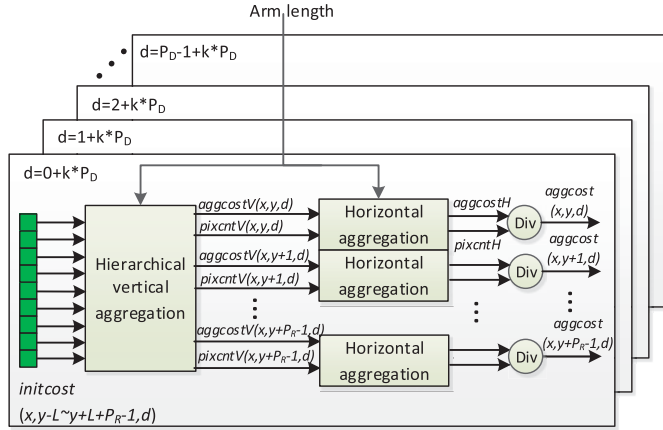 Arm length
d=P_D-1+k*P_D
d=2+k*P_D
d=1+k*P_D
d=0+k*P_D
Hierarchical
vertical
aggregation
aggcostV(x,y,d)
pixcntV(x,y,d)
aggcostV(x,y+1,d)
pixcntV(x,y+1,d)
aggcostV(x,y+P_R-1,d)
pixcntV(x,y+P_R-1,d)
Horizontal
aggregation
Horizontal
aggregation
Horizontal
aggregation
aggcostH
pixcntH
Div
Div
Div
aggcost
(x,y,d)
aggcost
(x,y+1,d)
aggcost
(x,y+P_R-1,d)
initcost
(x,y-L~y+L+P_R-1,d)